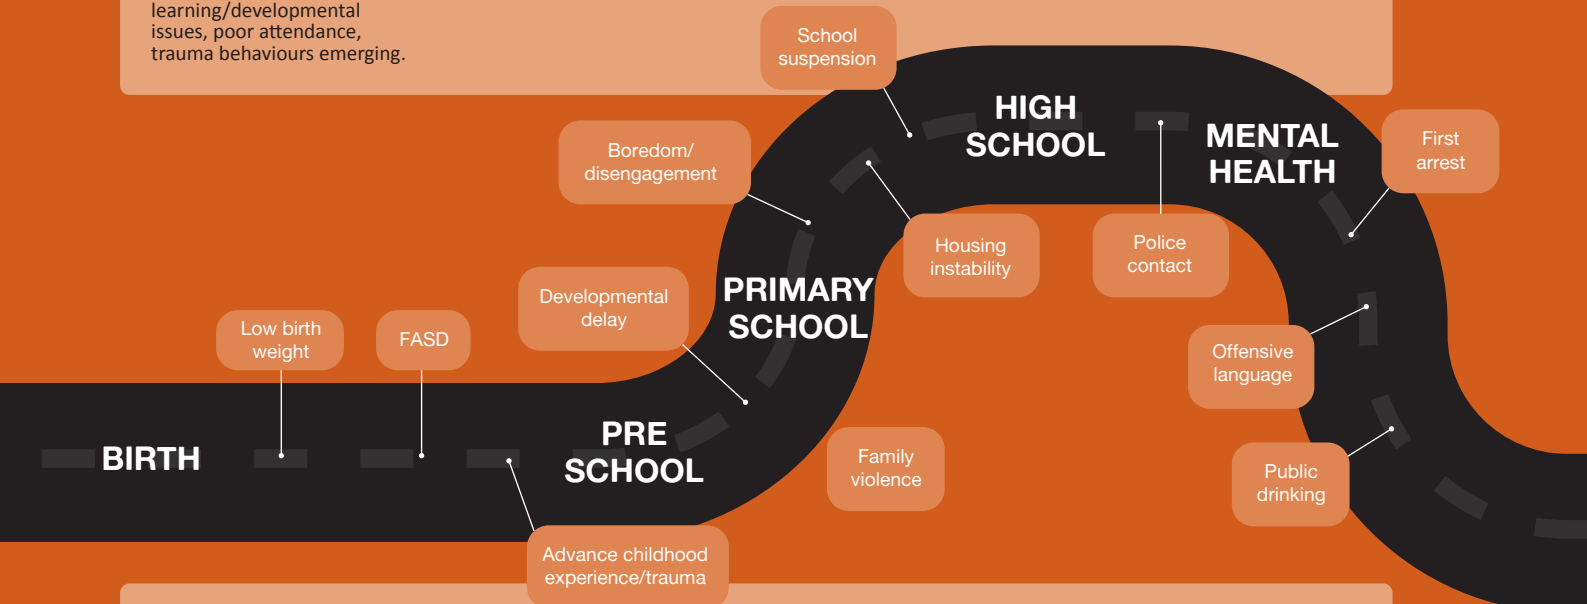 learning/developmental
issues, poor attendance,
trauma behaviours emerging.
School
suspension
HIGH
SCHOOL
MENTAL
HEALTH
First
arrest
Boredom/
disengagement
Housing
instability
Police
contact
Developmental
delay
PRIMARY
SCHOOL
Low birth
weight
FASD
Offensive
language
BIRTH
PRE
SCHOOL
Family
violence
Public
drinking
Advance childhood
experience/trauma